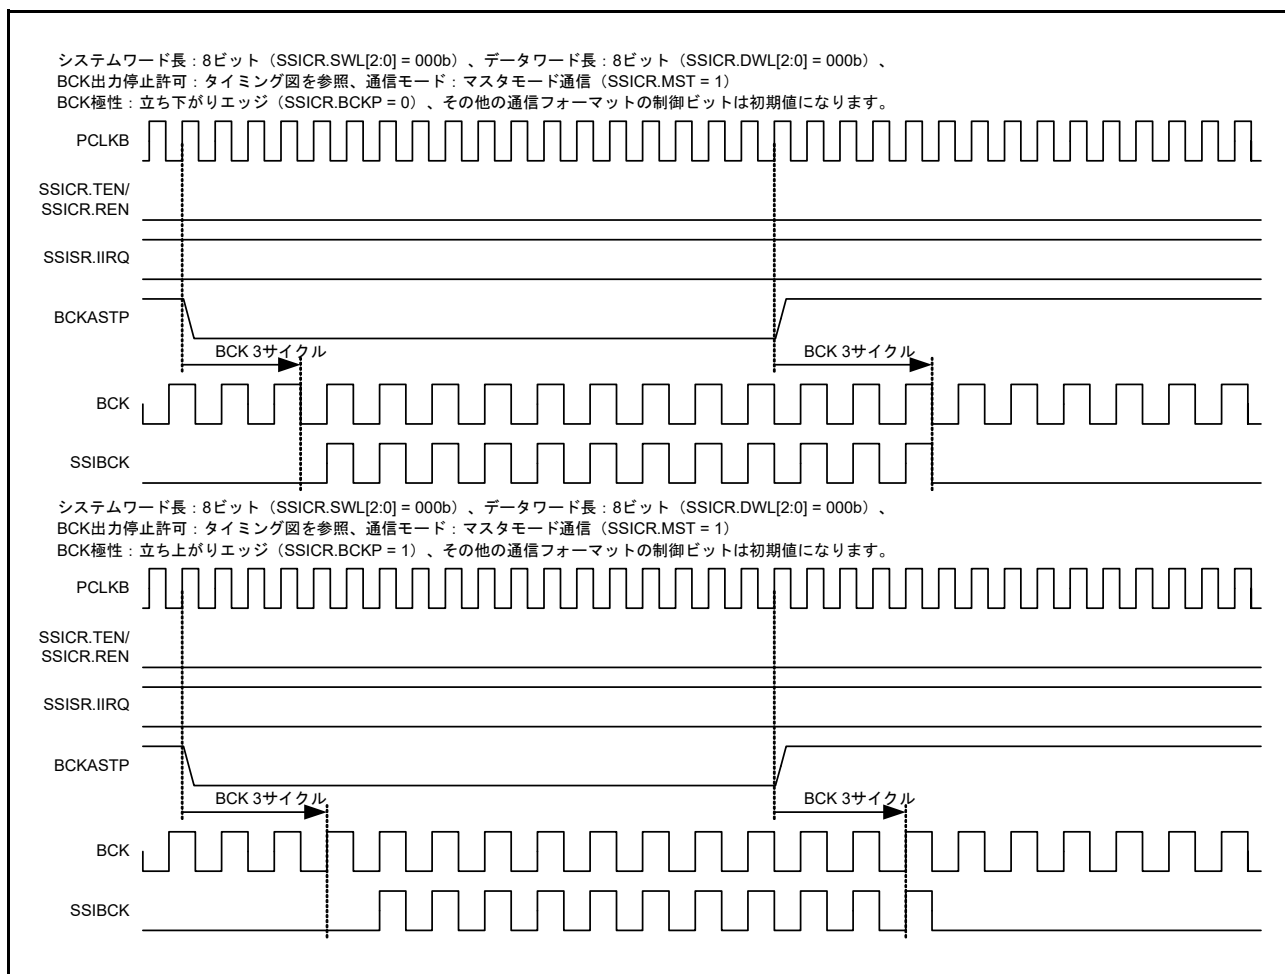 システムワード長：8ビット（SSICR.SWL[2:0] = 000b）、データワード長：8ビット（SSICR.DWL[2:0] = 000b）、
BCK出力停止許可：タイミング図を参照、通信モード：マスタモード通信（SSICR.MST = 1）
BCK極性：立ち下がりエッジ（SSICR.BCKP = 0）、その他の通信フォーマットの制御ビットは初期値になります。
PCLKB
SSICR.TEN/
SSICR.REN
SSISR.IIRQ
BCKASTP
BCK 3サイクル BCK 3サイクル
BCK
SSIBCK
システムワード長：8ビット（SSICR.SWL[2:0] = 000b）、データワード長：8ビット（SSICR.DWL[2:0] = 000b）、
BCK出力停止許可：タイミング図を参照、通信モード：マスタモード通信（SSICR.MST = 1）
BCK極性：立ち上がりエッジ（SSICR.BCKP = 1）、その他の通信フォーマットの制御ビットは初期値になります。
PCLKB
SSICR.TEN/
SSICR.REN
SSISR.IIRQ
BCKASTP
BCK 3サイクル BCK 3サイクル
BCK
SSIBCK